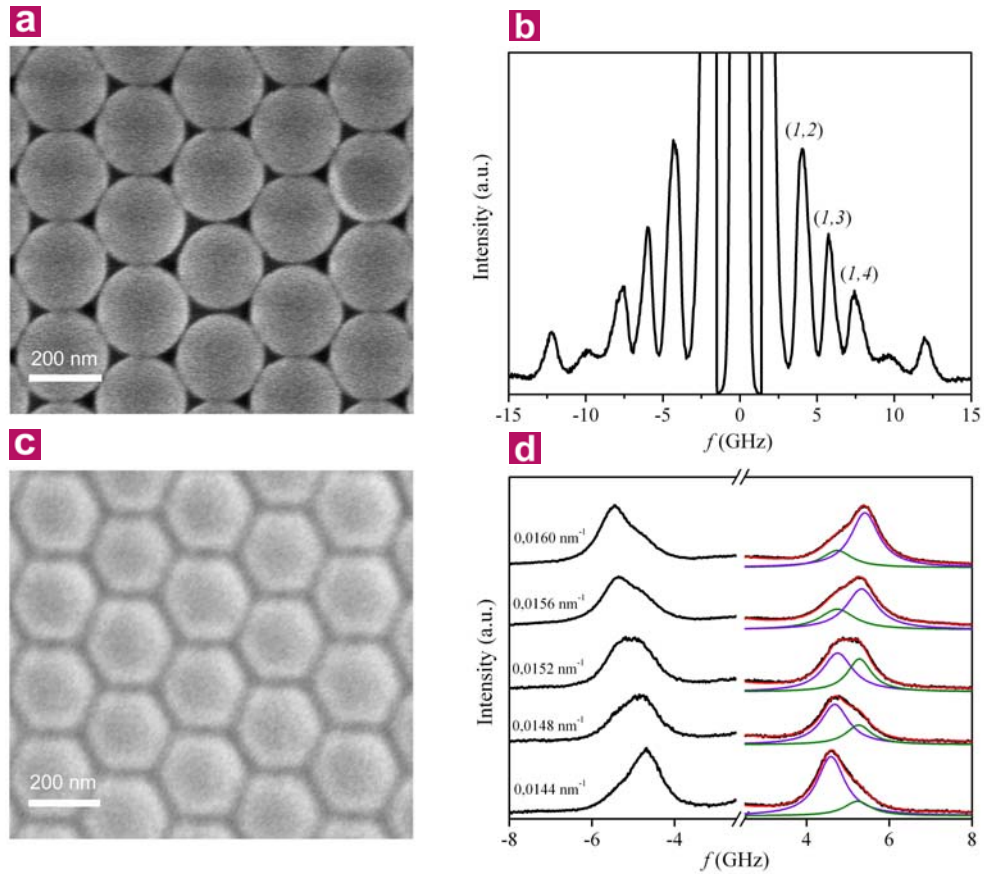 a
200 nm
b
Intensity (a.u.)
(1,2)
(1,3)
(1,4)
-15 -10 -5 0 5 10 15
f (GHz)
c
200 nm
d
Intensity (a.u.)
0,0160 nm⁻¹
0,0156 nm⁻¹
0,0152 nm⁻¹
0,0148 nm⁻¹
0,0144 nm⁻¹
-8 -6 -4 4 6 8
f (GHz)